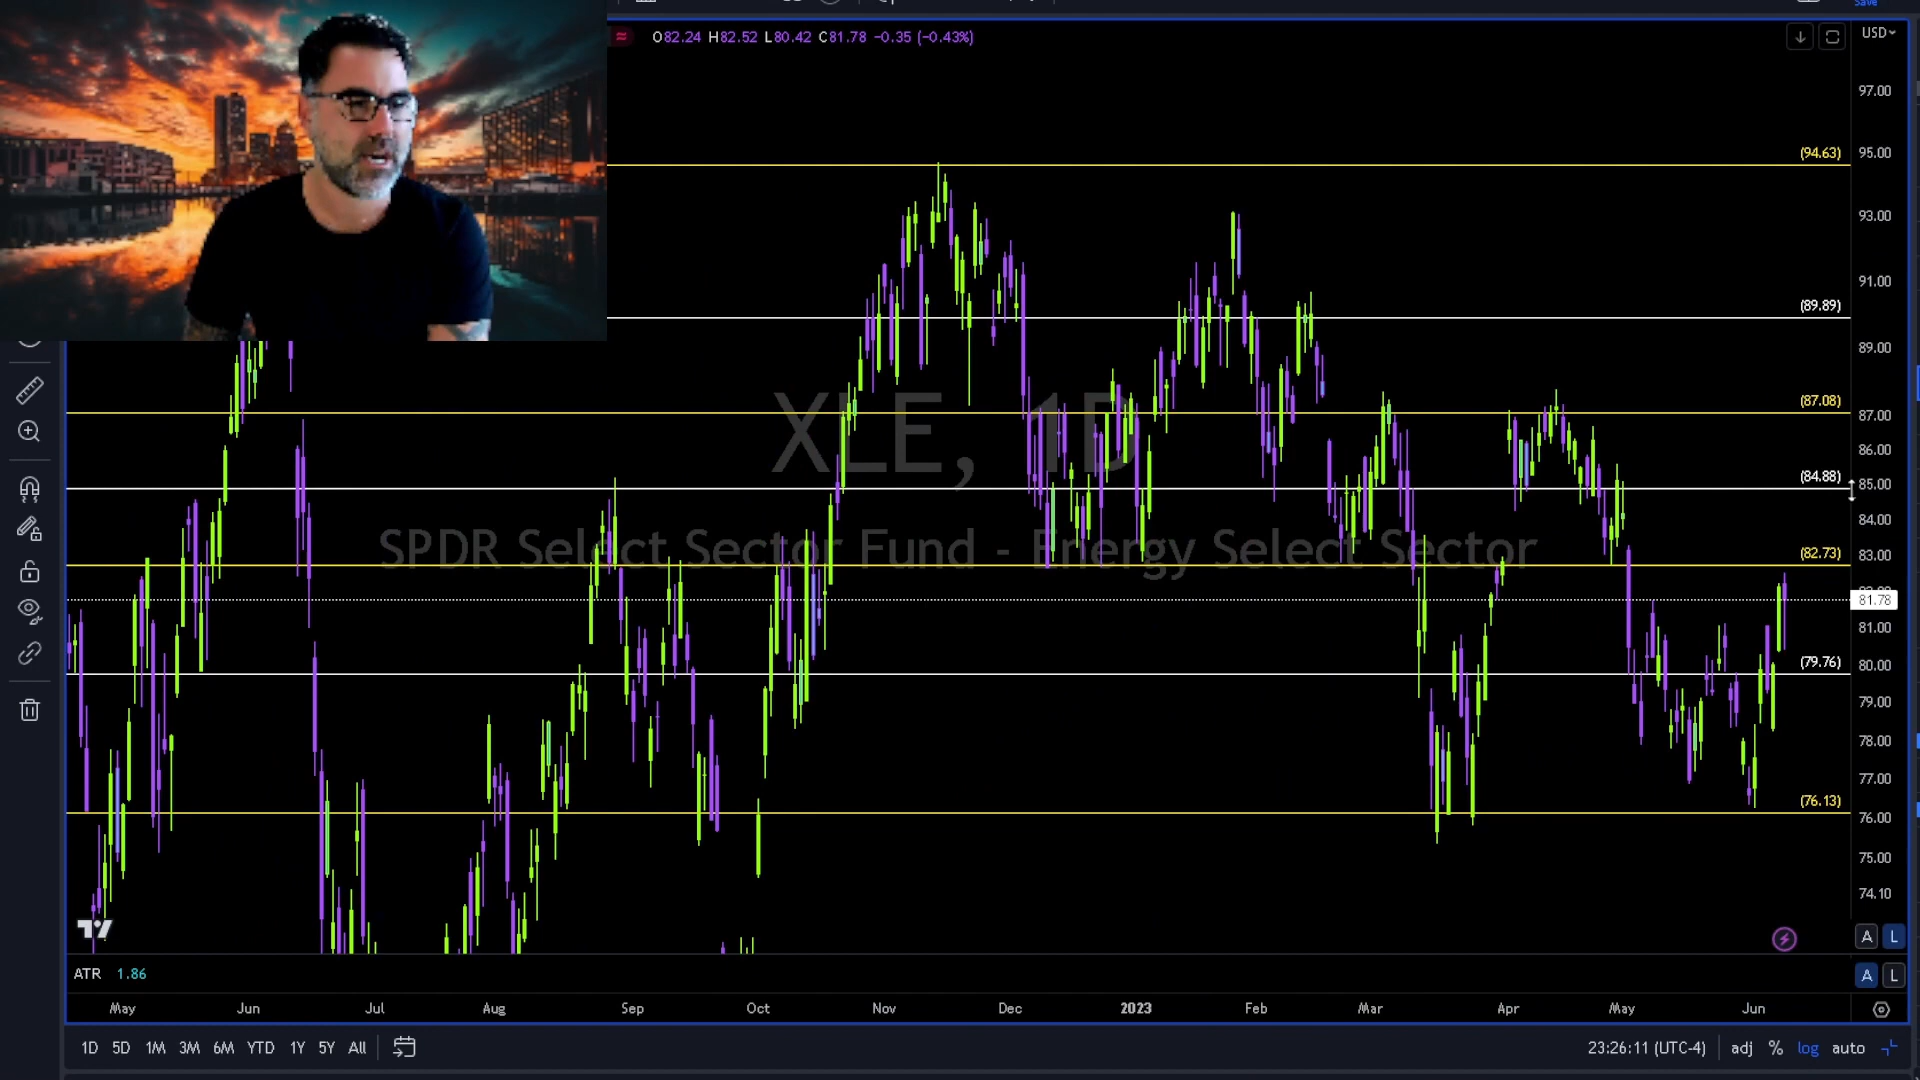 Save
O82.24 H82.52 L80.42 C81.78 -0.35 (-0.43%)
USD
97.00
(94.63)
95.00
93.00
91.00
(89.89)
89.00
(87.08)
87.00
86.00
(84.88)
85.00
84.00
(82.73)
83.00
81.78
81.00
(79.76)
80.00
79.00
78.00
77.00
(76.13)
76.00
75.00
74.10
XLE, 1D
SPDR Select Sector Fund - Energy Select Sector
A L
ATR 1.86
A L
May Jun Jul Aug Sep Oct Nov Dec 2023 Feb Mar Apr May Jun
1D 5D 1M 3M 6M YTD 1Y 5Y All
23:26:11 (UTC-4) adj % log auto